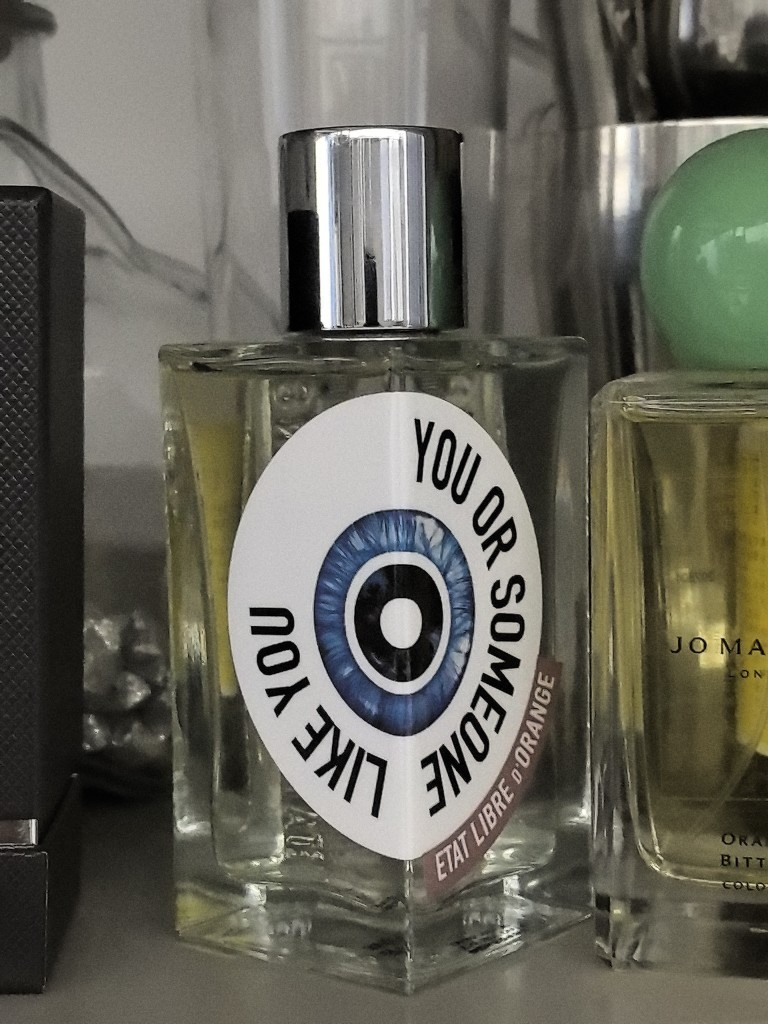 YOU OR SOMEONE LIKE YOU
ETAT LIBRE d'ORANGE
JO MA
LON
ORA
BITT
COLO